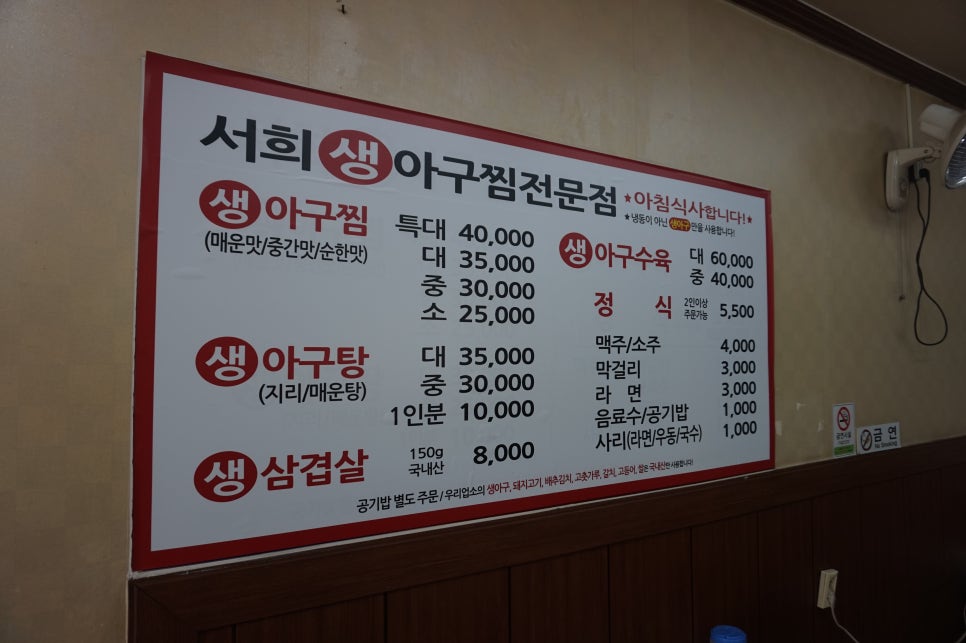 서희 생 아구찜전문점
★아침식사합니다!★
★냉동이 아닌 생아구만을 사용합니다!
생 아구찜
(매운맛/중간맛/순한맛)
특대 40,000
대 35,000
중 30,000
소 25,000
생 아구탕
(지리/매운탕)
대 35,000
중 30,000
1인분 10,000
생 삼겹살
150g
국내산
8,000
생 아구수육
대 60,000
중 40,000
정 식
2인이상
주문가능
5,500
맥주/소주 4,000
막걸리 3,000
라 면 3,000
음료수/공기밥 1,000
사리(라면/우동/국수) 1,000
공기밥 별도 주문 / 우리업소의 생아구, 돼지고기, 배추김치, 고춧가루, 갈치, 고등어, 쌀은 국내산만 사용합니다!
금연시설
금 연
No Smoking